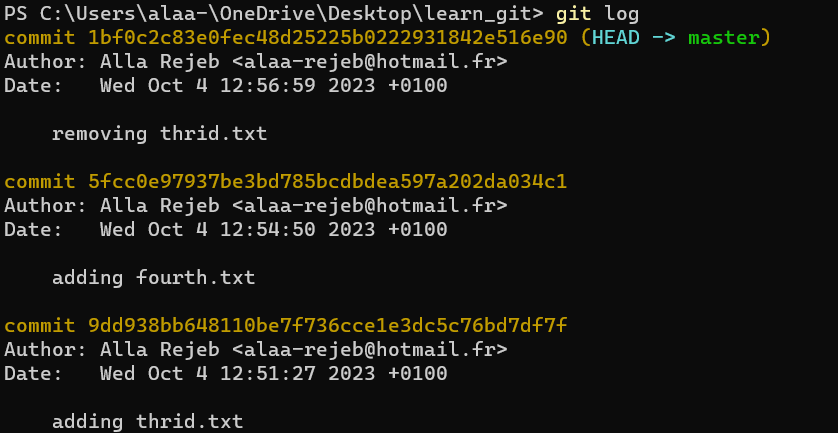 PS C:\Users\alaa-\OneDrive\Desktop\learn_git> git log
commit 1bf0c2c83e0fec48d25225b0222931842e516e90 (HEAD -> master)
Author: Alla Rejeb <alaa-rejeb@hotmail.fr>
Date:   Wed Oct 4 12:56:59 2023 +0100
    removing thrid.txt
commit 5fcc0e97937be3bd785bcdbdea597a202da034c1
Author: Alla Rejeb <alaa-rejeb@hotmail.fr>
Date:   Wed Oct 4 12:54:50 2023 +0100
    adding fourth.txt
commit 9dd938bb648110be7f736cce1e3dc5c76bd7df7f
Author: Alla Rejeb <alaa-rejeb@hotmail.fr>
Date:   Wed Oct 4 12:51:27 2023 +0100
    adding thrid.txt